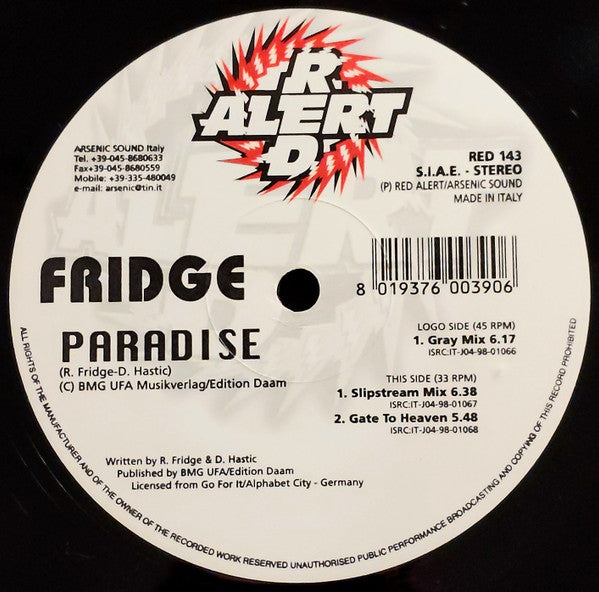 RED
ALERT
ARSENIC SOUND Italy
Tel. +39-045-8680633
Fax+39-045-8680559
Mobile: +39-335-480049
e-mail: arsenic@tin.it
RED 143
S.I.A.E. - STEREO
(P) RED ALERT/ARSENIC SOUND
MADE IN ITALY
FRIDGE
8 019376 003906
PARADISE
(R. Fridge-D. Hastic)
(C) BMG UFA Musikverlag/Edition Daam
LOGO SIDE (45 RPM)
1. Gray Mix 6.17
ISRC:IT-J04-98-01066
THIS SIDE (33 RPM)
1. Slipstream Mix 6.38
ISRC:IT-J04-98-01067
2. Gate To Heaven 5.48
ISRC:IT-J04-98-01068
Written by R. Fridge & D. Hastic
Published by BMG UFA/Edition Daam
Licensed from Go For It/Alphabet City - Germany
ALL RIGHTS OF THE MANUFACTURER AND OF THE OWNER OF THE RECORDED WORK RESERVED UNAUTHORISED PUBLIC PERFORMANCE BROADCASTING AND COPYING OF THIS RECORD PROHIBITED